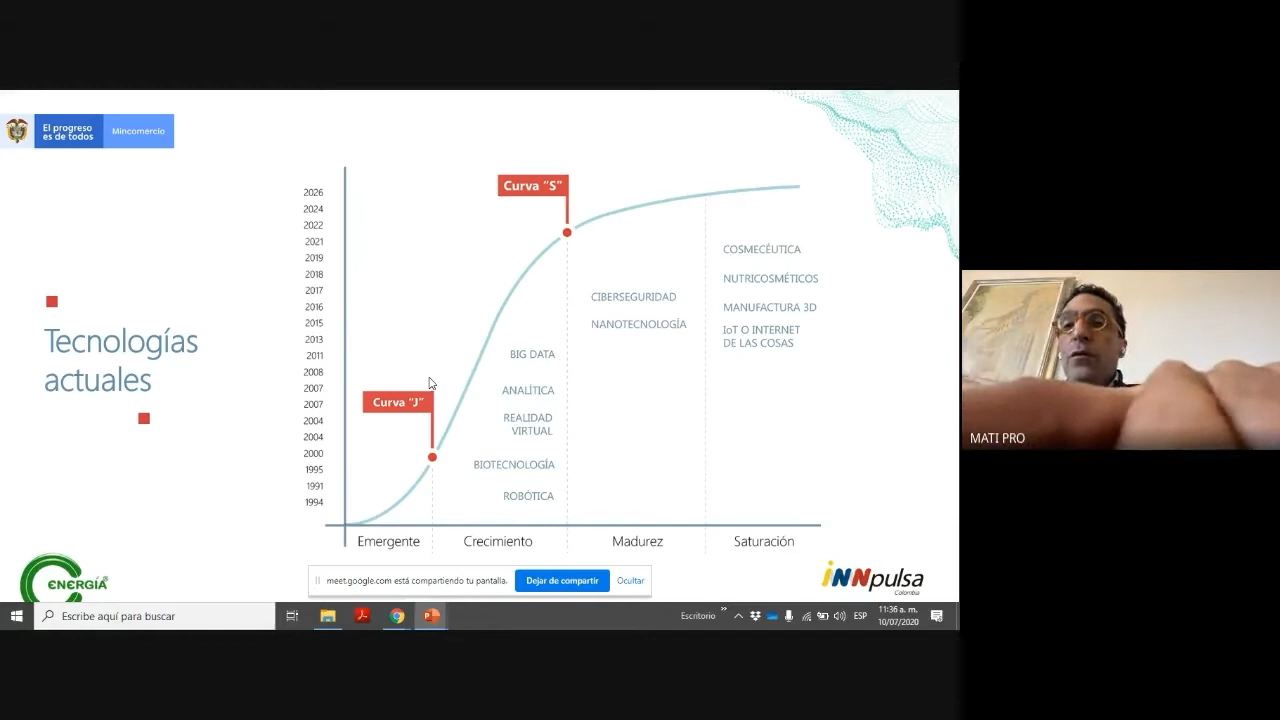 El progreso
es de todos
Mincomercio
Tecnologías
actuales
2026
2024
2022
2021
2019
2018
2017
2016
2015
2013
2011
2008
2007
2007
2004
2004
2000
1995
1991
1994
Curva "S"
Curva "J"
BIG DATA
ANALÍTICA
REALIDAD
VIRTUAL
BIOTECNOLOGÍA
ROBÓTICA
CIBERSEGURIDAD
NANOTECNOLOGÍA
COSMECÉUTICA
NUTRICOSMÉTICOS
MANUFACTURA 3D
IoT O INTERNET
DE LAS COSAS
Emergente
Crecimiento
Madurez
Saturación
ENERGÍA
iNNpulsa
Colombia
meet.google.com está compartiendo tu pantalla.
Dejar de compartir
Ocultar
Escribe aquí para buscar
Escritorio
ESP
11:36 a. m.
10/07/2020
MATI PRO